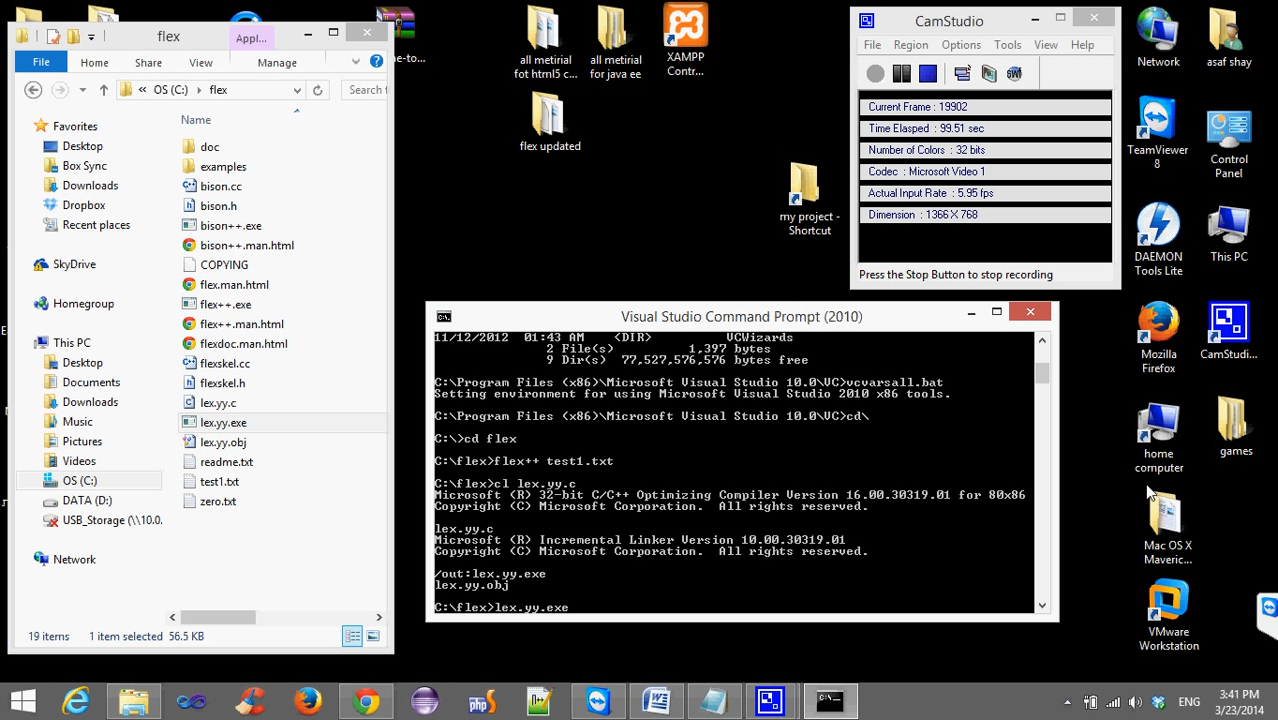 flex
Appl...
File
Home
Share
View
Manage
OS (C:)
flex
Search f
Name
Favorites
Desktop
Box Sync
Downloads
Dropbox
Recent places
SkyDrive
Homegroup
This PC
Desktop
Documents
Downloads
Music
Pictures
Videos
OS (C:)
DATA (D:)
USB_Storage (\\10.0.
Network
doc
examples
bison.cc
bison.h
bison++.exe
bison++.man.html
COPYING
flex.man.html
flex++.exe
flex++.man.html
flexdoc.man.html
flexskel.cc
flexskel.h
lex.yy.c
lex.yy.exe
lex.yy.obj
readme.txt
test1.txt
zero.txt
19 items
1 item selected 56.5 KB
me-to...
all metirial
fot html5 c...
all metirial
for java ee
XAMPP
Contr...
flex updated
my project -
Shortcut
CamStudio
File Region Options Tools View Help
Current Frame : 19902
Time Elasped : 99.51 sec
Number of Colors : 32 bits
Codec : Microsoft Video 1
Actual Input Rate : 5.95 fps
Dimension : 1366 X 768
Press the Stop Button to stop recording
Network
asaf shay
TeamViewer
8
Control
Panel
DAEMON
Tools Lite
This PC
Mozilla
Firefox
CamStudi...
home
computer
games
Mac OS X
Maveric...
VMware
Workstation
Visual Studio Command Prompt (2010)
11/12/2012 01:43 AM <DIR> VCWizards
2 File(s) 1,397 bytes
9 Dir(s) 77,527,576,576 bytes free
C:\Program Files (x86)\Microsoft Visual Studio 10.0\VC>vcvarsall.bat
Setting environment for using Microsoft Visual Studio 2010 x86 tools.
C:\Program Files (x86)\Microsoft Visual Studio 10.0\VC>cd\
C:\>cd flex
C:\flex>flex++ test1.txt
C:\flex>cl lex.yy.c
Microsoft (R) 32-bit C/C++ Optimizing Compiler Version 16.00.30319.01 for 80x86
Copyright (C) Microsoft Corporation. All rights reserved.
lex.yy.c
Microsoft (R) Incremental Linker Version 10.00.30319.01
Copyright (C) Microsoft Corporation. All rights reserved.
/out:lex.yy.exe
lex.yy.obj
C:\flex>lex.yy.exe
php
ENG
3:41 PM
3/23/2014